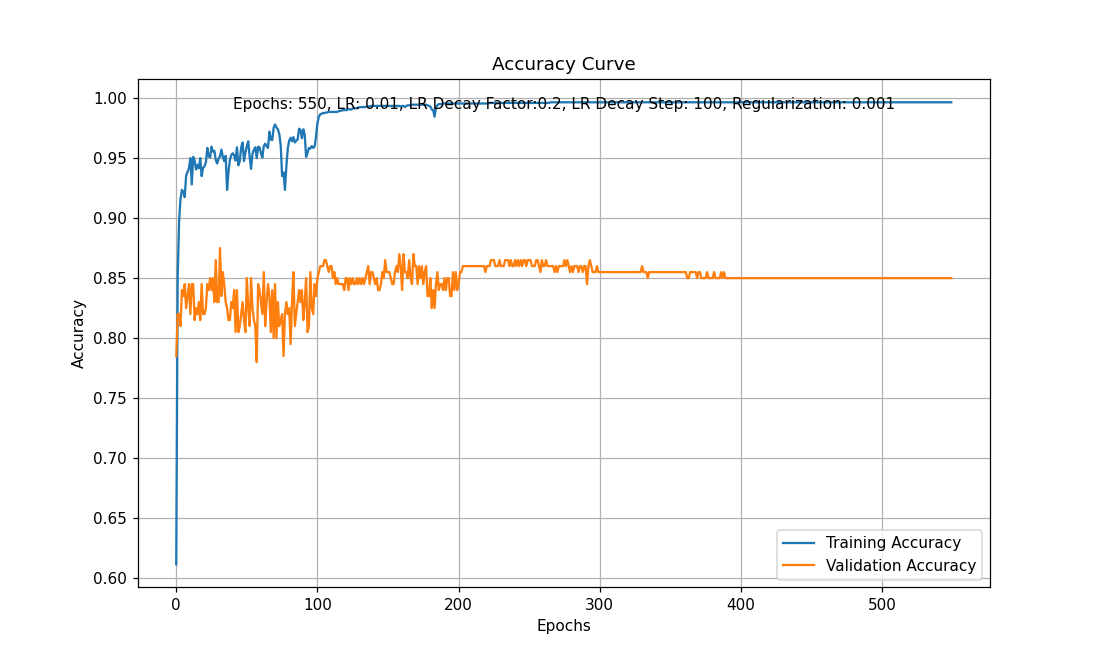 Accuracy Curve
Epochs: 550, LR: 0.01, LR Decay Factor:0.2, LR Decay Step: 100, Regularization: 0.001
1.00
0.95
0.90
0.85
0.80
0.75
0.70
0.65
0.60
Accuracy
Training Accuracy
Validation Accuracy
0
100
200
300
400
500
Epochs